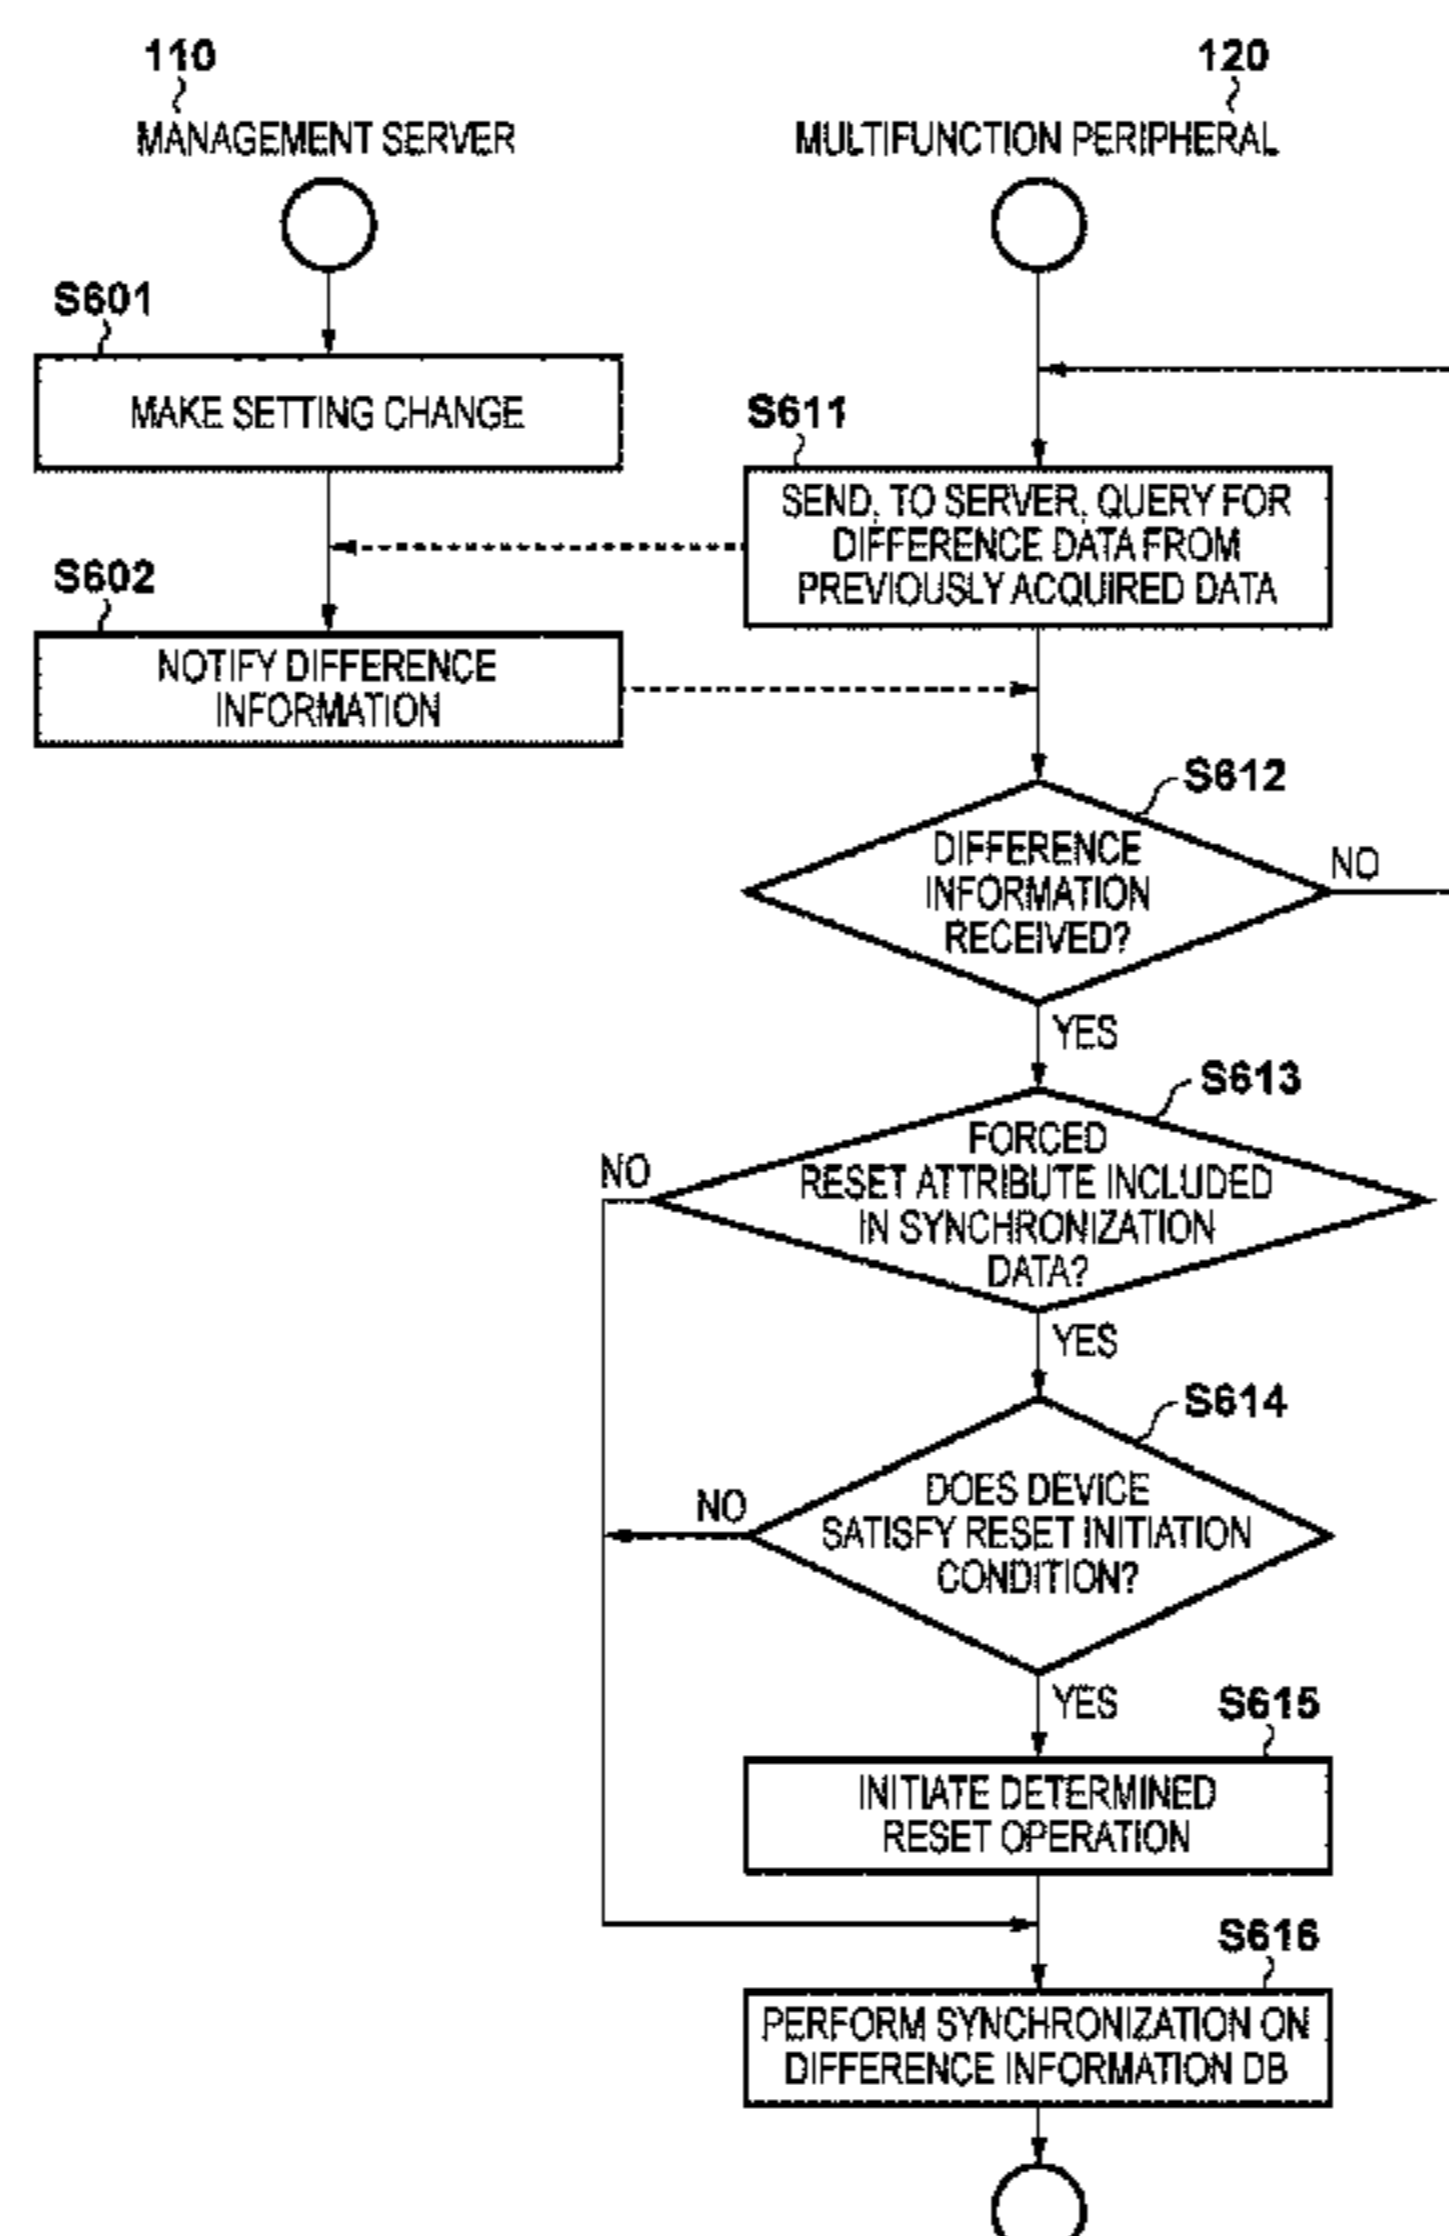 110
MANAGEMENT SERVER
S601
MAKE SETTING CHANGE
S602
NOTIFY DIFFERENCE
INFORMATION
120
MULTIFUNCTION PERIPHERAL
S611
SEND, TO SERVER, QUERY FOR
DIFFERENCE DATA FROM
PREVIOUSLY ACQUIRED DATA
S612
DIFFERENCE
INFORMATION
RECEIVED?
NO
YES
S613
FORCED
RESET ATTRIBUTE INCLUDED
IN SYNCHRONIZATION
DATA?
NO
YES
S614
DOES DEVICE
SATISFY RESET INITIATION
CONDITION?
NO
YES
S615
INITIATE DETERMINED
RESET OPERATION
S616
PERFORM SYNCHRONIZATION ON
DIFFERENCE INFORMATION DB